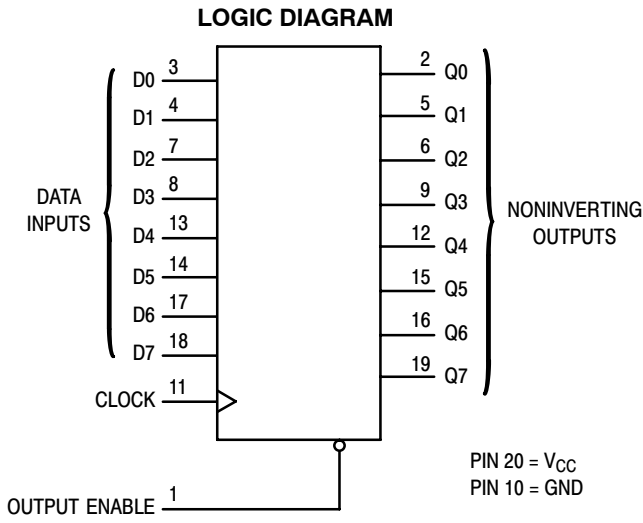 LOGIC DIAGRAM
D0 3
D1 4
D2 7
D3 8
D4 13
D5 14
D6 17
D7 18
DATA
INPUTS
CLOCK 11
OUTPUT ENABLE 1
2 Q0
5 Q1
6 Q2
9 Q3
12 Q4
15 Q5
16 Q6
19 Q7
NONINVERTING
OUTPUTS
PIN 20 = VCC
PIN 10 = GND